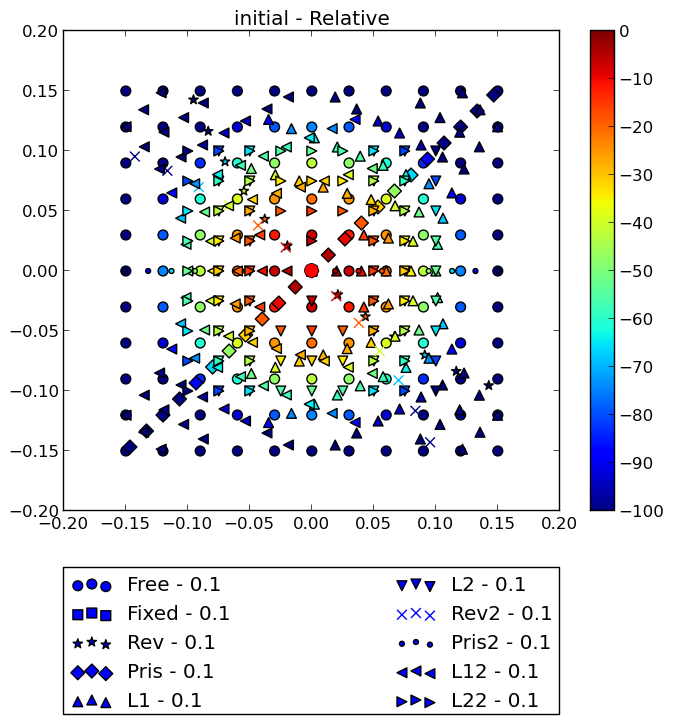 initial - Relative
0.20
0.15
0.10
0.05
0.00
−0.05
−0.10
−0.15
−0.20
−0.20 −0.15 −0.10 −0.05 0.00 0.05 0.10 0.15 0.20
0
−10
−20
−30
−40
−50
−60
−70
−80
−90
−100
Free - 0.1
Fixed - 0.1
Rev - 0.1
Pris - 0.1
L1 - 0.1
L2 - 0.1
Rev2 - 0.1
Pris2 - 0.1
L12 - 0.1
L22 - 0.1